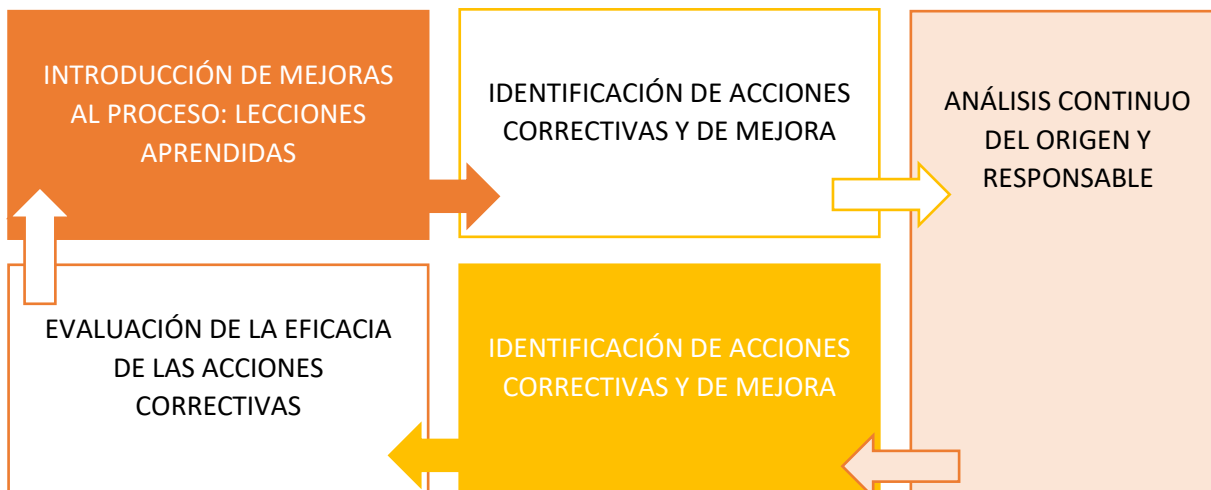 INTRODUCCIÓN DE MEJORAS
AL PROCESO: LECCIONES
APRENDIDAS
IDENTIFICACIÓN DE ACCIONES
CORRECTIVAS Y DE MEJORA
ANÁLISIS CONTINUO
DEL ORIGEN Y
RESPONSABLE
IDENTIFICACIÓN DE ACCIONES
CORRECTIVAS Y DE MEJORA
EVALUACIÓN DE LA EFICACIA
DE LAS ACCIONES
CORRECTIVAS